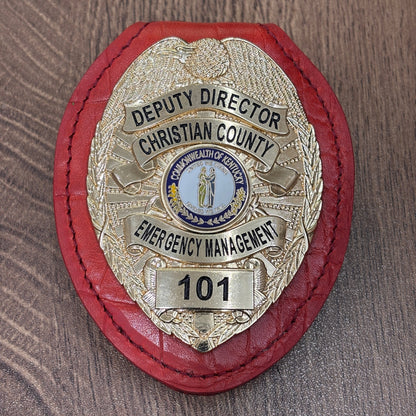 DEPUTY DIRECTOR
CHRISTIAN COUNTY
COMMONWEALTH OF KENTUCKY
EMERGENCY MANAGEMENT
101